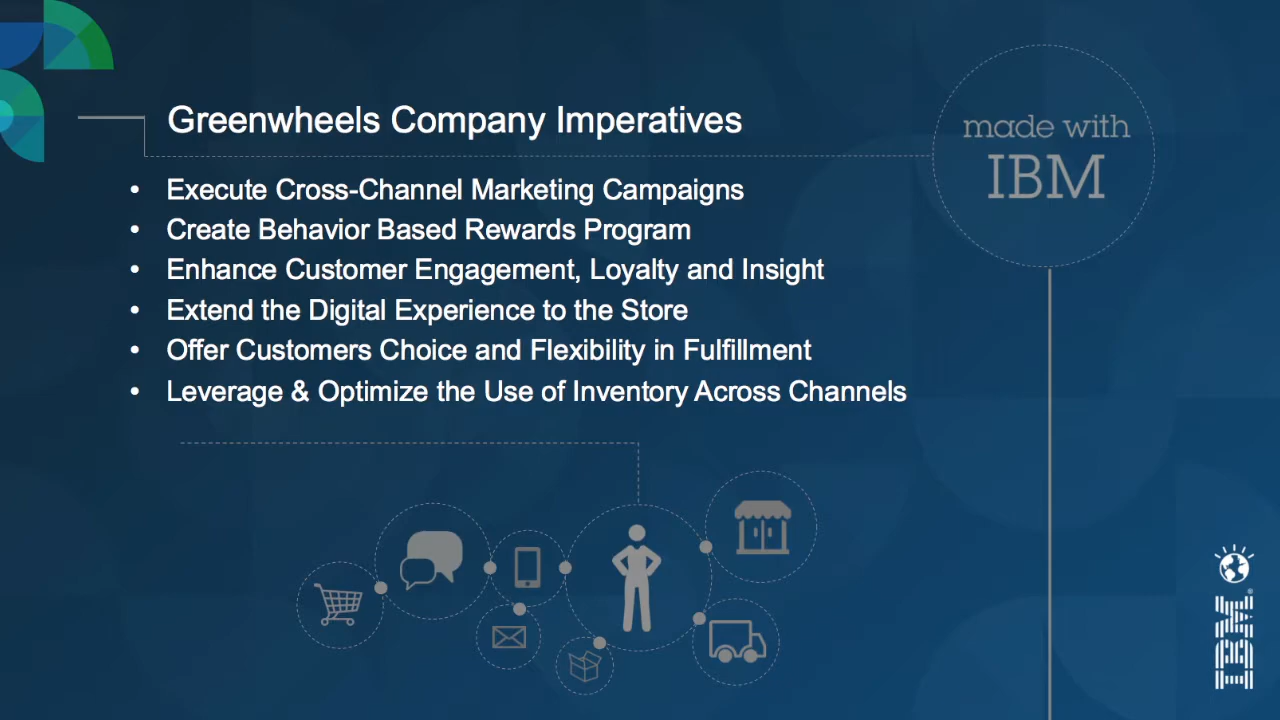 Greenwheels Company Imperatives
made with
IBM
• Execute Cross-Channel Marketing Campaigns
• Create Behavior Based Rewards Program
• Enhance Customer Engagement, Loyalty and Insight
• Extend the Digital Experience to the Store
• Offer Customers Choice and Flexibility in Fulfillment
• Leverage & Optimize the Use of Inventory Across Channels
IBM®